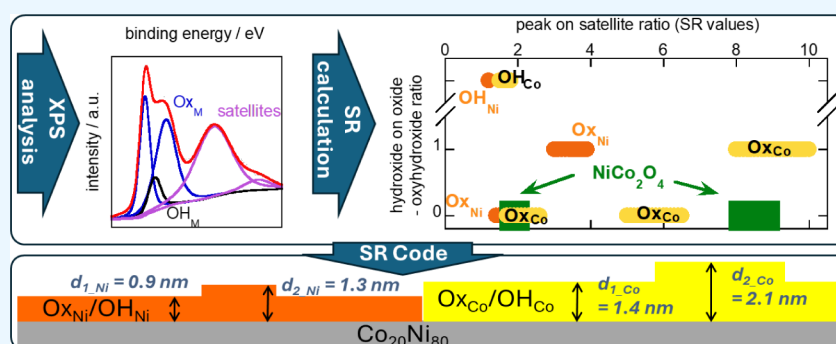 binding energy / eV
peak on satellite ratio (SR values)
0 2 4 6 8 10
XPS
analysis
intensity / a.u.
Ox_M
satellites
OH_M
SR
calculation
hydroxide on oxide
- oxyhydroxide ratio
1
0
OH_Co
OH_Ni
Ox_Ni
Ox_Co
NiCo₂O₄
Ox_Ni
Ox_Co
Ox_Co
SR Code
d_1_Ni = 0.9 nm
d_2_Ni = 1.3 nm
Ox_Ni/OH_Ni
Ox_Co/OH_Co
d_1_Co
= 1.4 nm
d_2_Co
= 2.1 nm
Co₂₀Ni₈₀